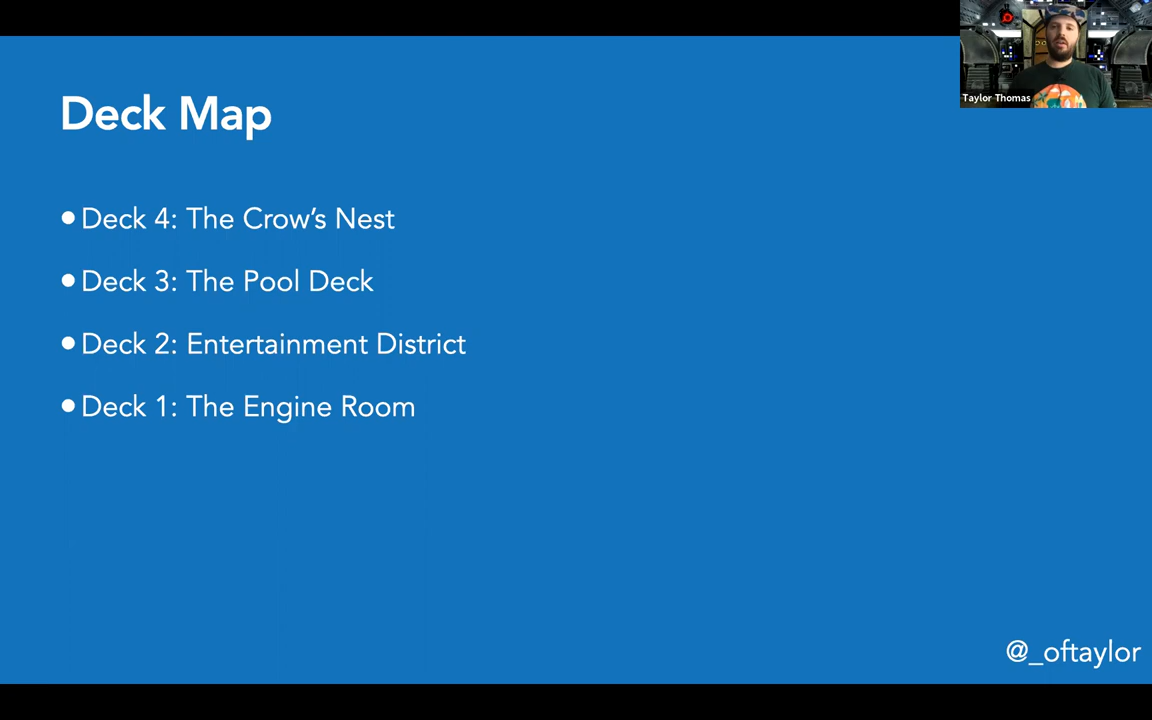 Taylor Thomas
Deck Map
• Deck 4: The Crow’s Nest
• Deck 3: The Pool Deck
• Deck 2: Entertainment District
• Deck 1: The Engine Room
@_oftaylor